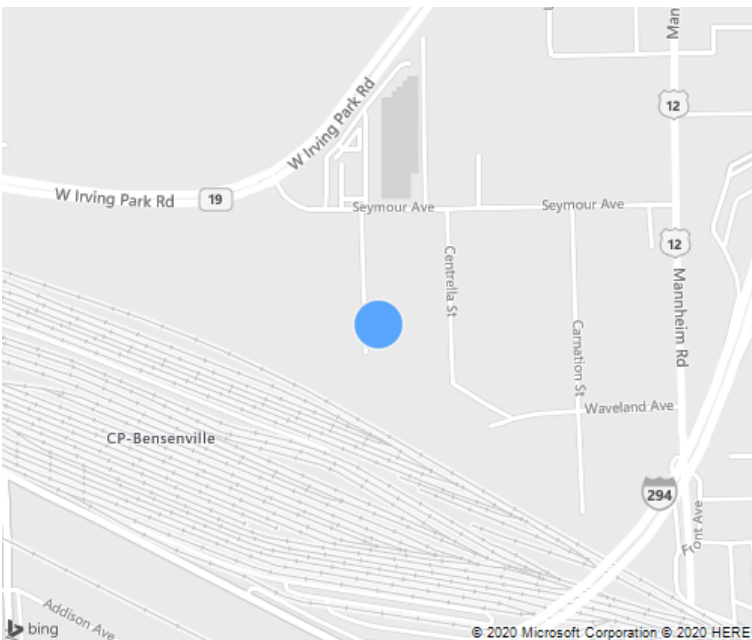 Man
12
W Irving Park Rd
W Irving Park Rd
19
Seymour Ave
Seymour Ave
12
Centrella St
Mannheim Rd
Carnation St
Waveland Ave
CP-Bensenville
294
Front Ave
Addison Ave
bing
© 2020 Microsoft Corporation © 2020 HERE